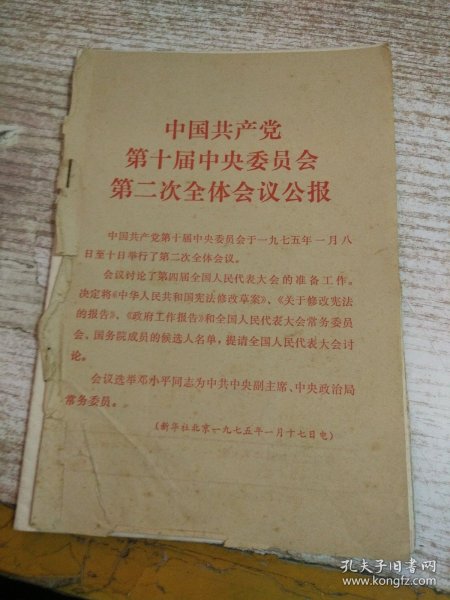 中国共产党
第十届中央委员会
第二次全体会议公报
中国共产党第十届中央委员会于一九七五年一月八
日至十日举行了第二次全体会议。
会议讨论了第四届全国人民代表大会的准备工作。
决定将《中华人民共和国宪法修改草案》、《关于修改宪法
的报告》、《政府工作报告》和全国人民代表大会常务委员
会、国务院成员的候选人名单，提请全国人民代表大会讨
论。
会议选举邓小平同志为中共中央副主席、中央政治局
常务委员。
（新华社北京一九七五年一月十七日电）
孔夫子旧书网
www.kongfz.com